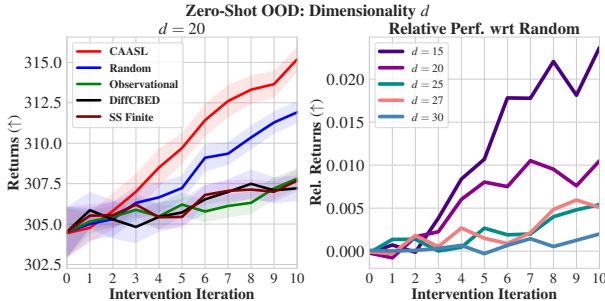 Zero-Shot OOD: Dimensionality d
d = 20
Returns (↑)
315.0
312.5
310.0
307.5
305.0
302.5
CAASL
Random
Observational
DiffCBED
SS Finite
0 1 2 3 4 5 6 7 8 9 10
Intervention Iteration
Relative Perf. wrt Random
Rel. Returns (↑)
0.020
0.015
0.010
0.005
0.000
d = 15
d = 20
d = 25
d = 27
d = 30
0 1 2 3 4 5 6 7 8 9 10
Intervention Iteration